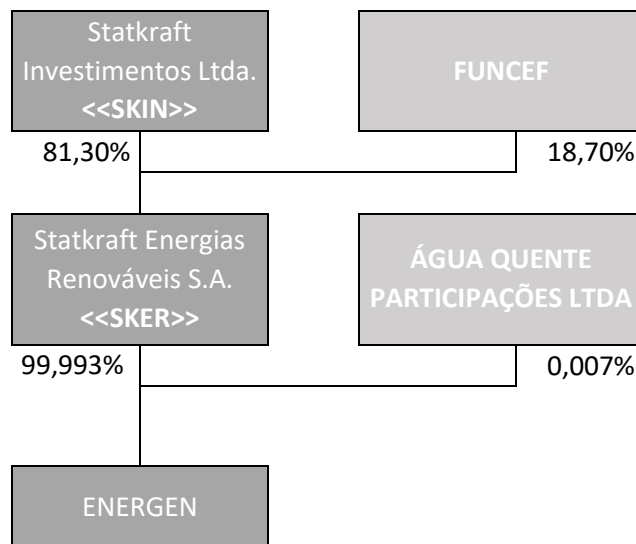 Statkraft
Investimentos Ltda.
<<SKIN>>
FUNCEF
81,30%
18,70%
Statkraft Energias
Renováveis S.A.
<<SKER>>
ÁGUA QUENTE
PARTICIPAÇÕES LTDA
99,993%
0,007%
ENERGEN